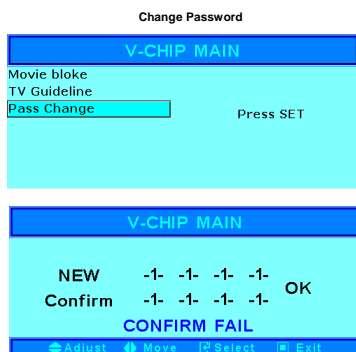 Change Password
V-CHIP MAIN
Movie bloke
TV Guideline
Pass Change
Press SET
V-CHIP MAIN
NEW -1- -1- -1- -1-
OK
Confirm -1- -1- -1- -1-
CONFIRM FAIL
Adjust Move Select Exit